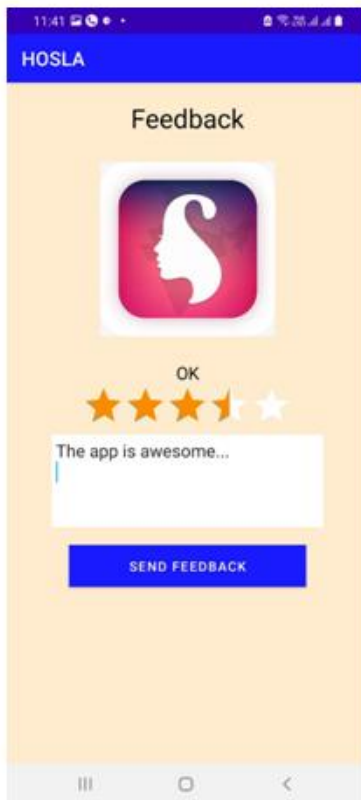 11:41
HOSLA
Feedback
OK
The app is awesome...
SEND FEEDBACK